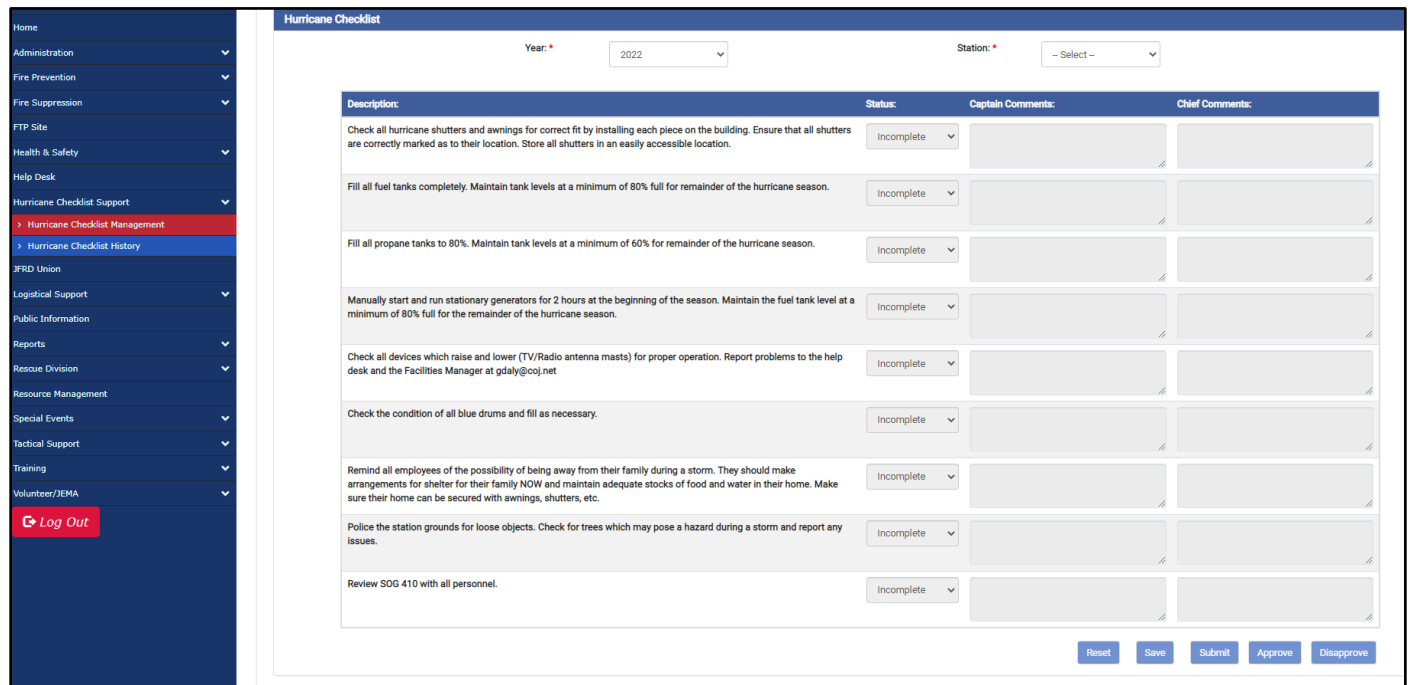 Home
Administration
Fire Prevention
Fire Suppression
FTP Site
Health & Safety
Help Desk
Hurricane Checklist Support
> Hurricane Checklist Management
> Hurricane Checklist History
JFRD Union
Logistical Support
Public Information
Reports
Rescue Division
Resource Management
Special Events
Tactical Support
Training
Volunteer/JEMA
Log Out
Hurricane Checklist
Year: * 2022 Station: * -- Select --
Description: Status: Captain Comments: Chief Comments:
Check all hurricane shutters and awnings for correct fit by installing each piece on the building. Ensure that all shutters
are correctly marked as to their location. Store all shutters in an easily accessible location.
Incomplete
Fill all fuel tanks completely. Maintain tank levels at a minimum of 80% full for remainder of the hurricane season.
Incomplete
Fill all propane tanks to 80%. Maintain tank levels at a minimum of 60% for remainder of the hurricane season.
Incomplete
Manually start and run stationary generators for 2 hours at the beginning of the season. Maintain the fuel tank level at a
minimum of 80% full for the remainder of the hurricane season.
Incomplete
Check all devices which raise and lower (TV/Radio antenna masts) for proper operation. Report problems to the help
desk and the Facilities Manager at gdaly@coj.net
Incomplete
Check the condition of all blue drums and fill as necessary.
Incomplete
Remind all employees of the possibility of being away from their family during a storm. They should make
arrangements for shelter for their family NOW and maintain adequate stocks of food and water in their home. Make
sure their home can be secured with awnings, shutters, etc.
Incomplete
Police the station grounds for loose objects. Check for trees which may pose a hazard during a storm and report any
issues.
Incomplete
Review SOG 410 with all personnel.
Incomplete
Reset Save Submit Approve Disapprove